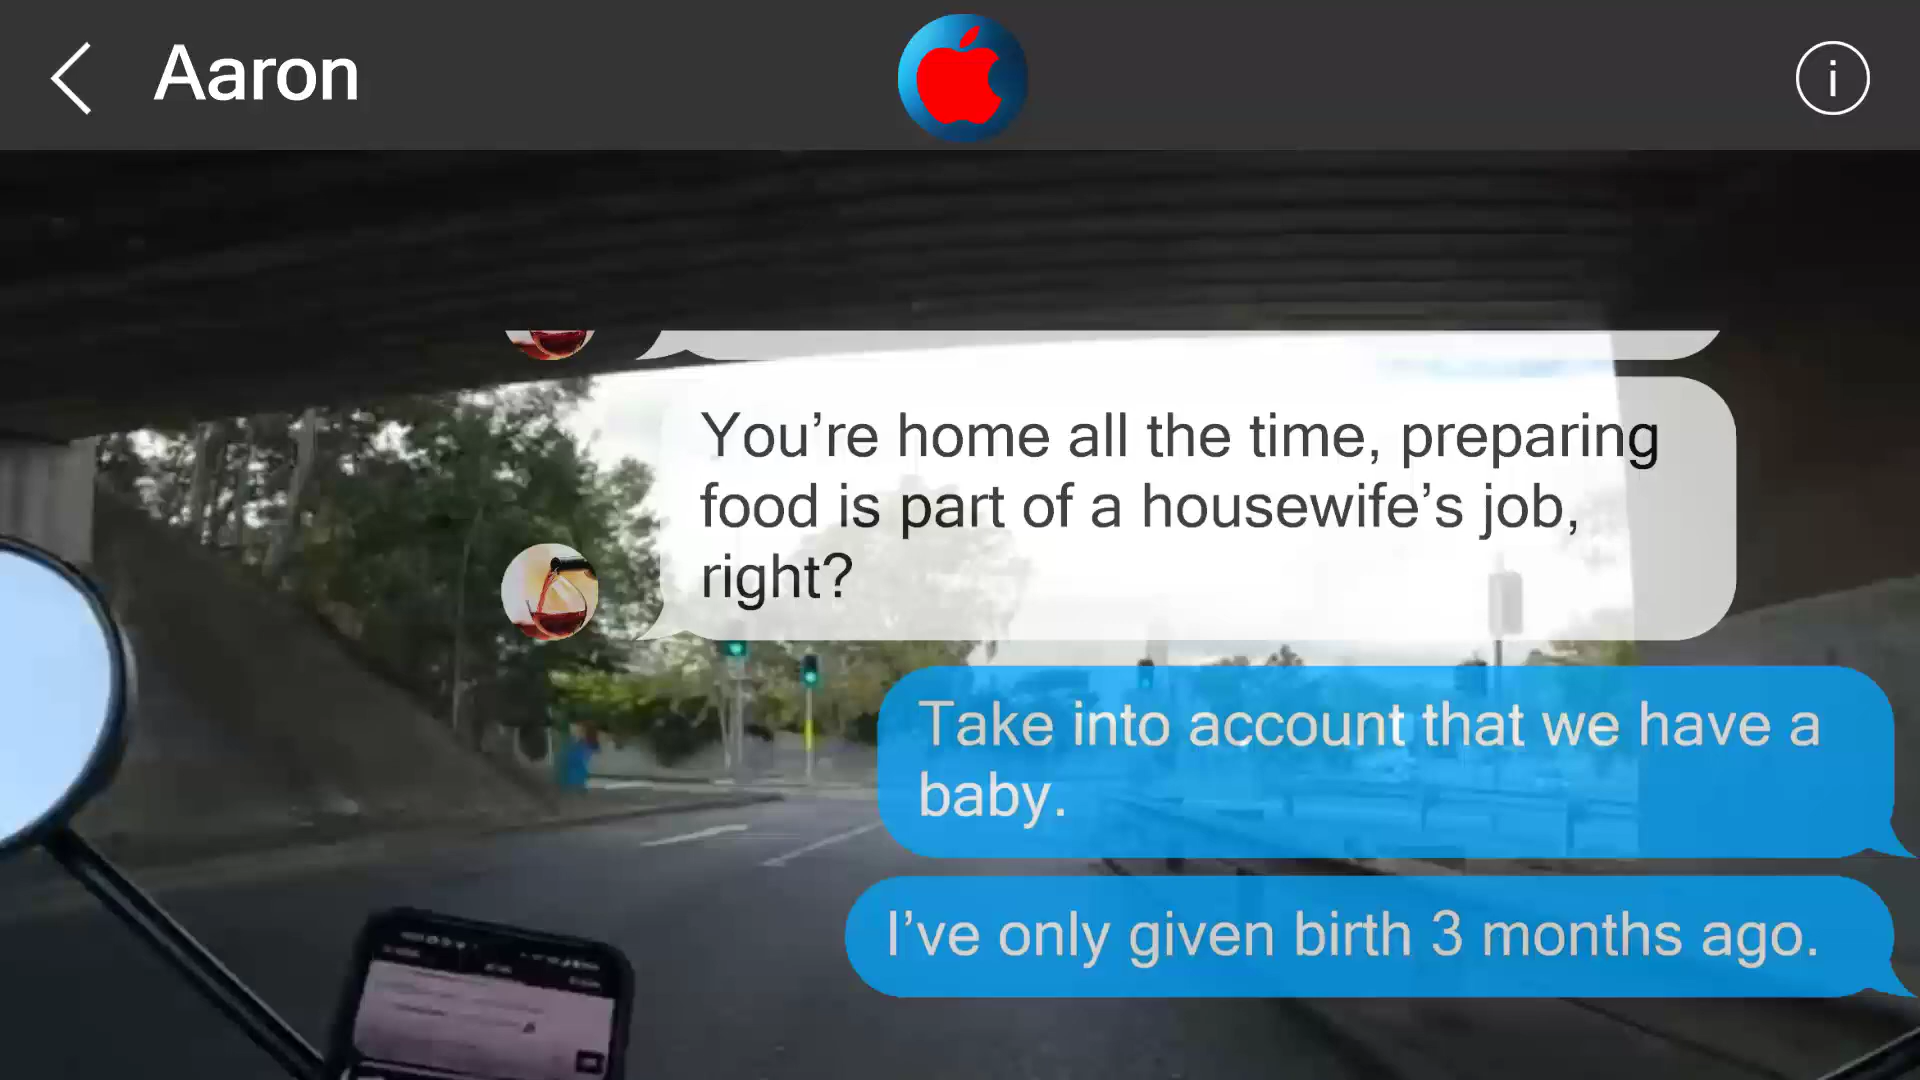 Aaron
You’re home all the time, preparing
food is part of a housewife’s job,
right?
Take into account that we have a
baby.
I’ve only given birth 3 months ago.